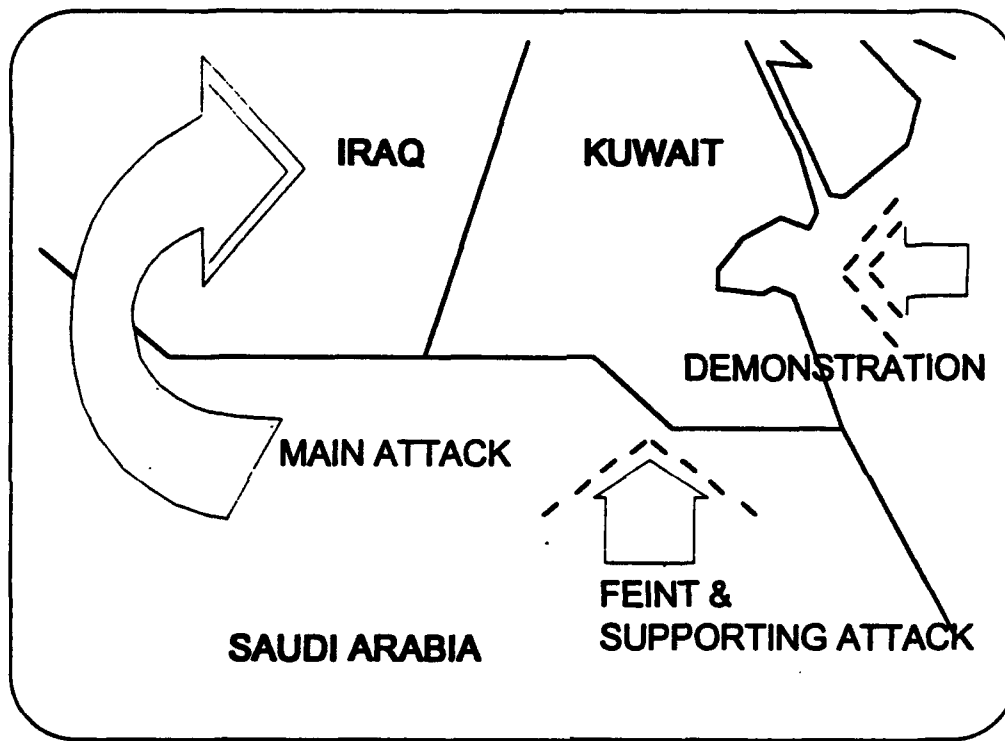 IRAQ
KUWAIT
DEMONSTRATION
MAIN ATTACK
FEINT &
SUPPORTING ATTACK
SAUDI ARABIA